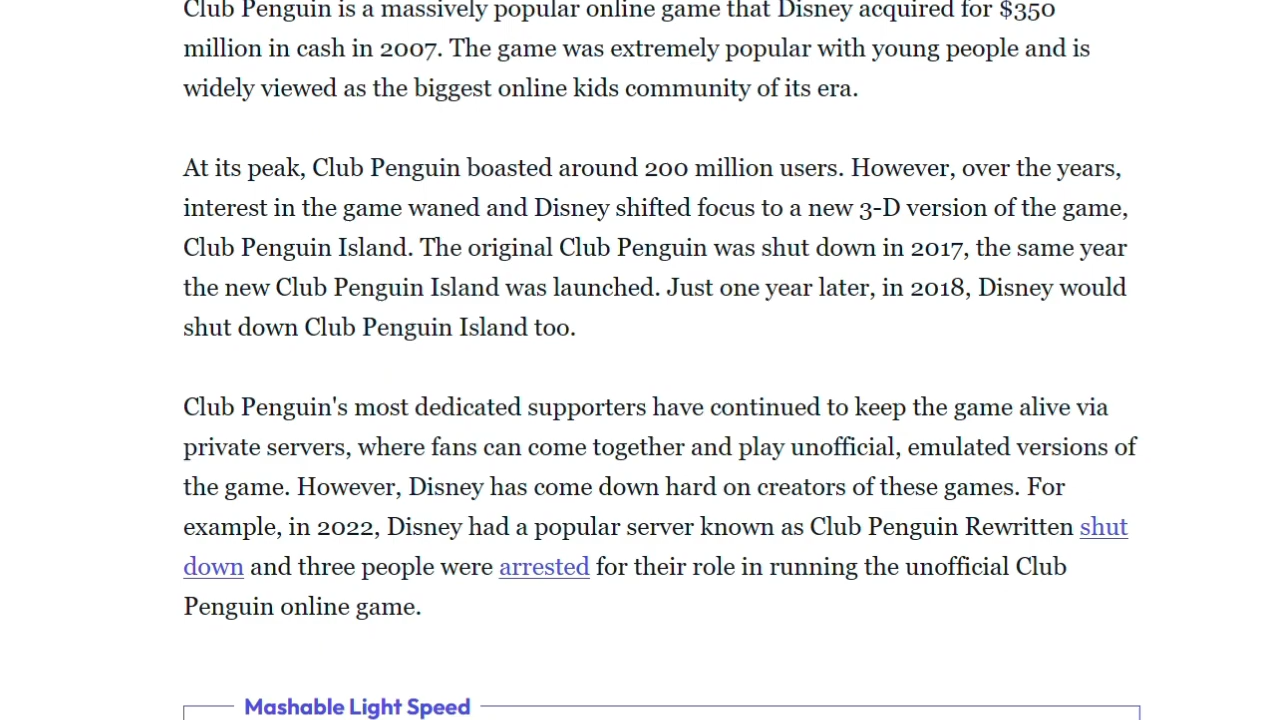 Club Penguin is a massively popular online game that Disney acquired for $350
million in cash in 2007. The game was extremely popular with young people and is
widely viewed as the biggest online kids community of its era.
At its peak, Club Penguin boasted around 200 million users. However, over the years,
interest in the game waned and Disney shifted focus to a new 3-D version of the game,
Club Penguin Island. The original Club Penguin was shut down in 2017, the same year
the new Club Penguin Island was launched. Just one year later, in 2018, Disney would
shut down Club Penguin Island too.
Club Penguin's most dedicated supporters have continued to keep the game alive via
private servers, where fans can come together and play unofficial, emulated versions of
the game. However, Disney has come down hard on creators of these games. For
example, in 2022, Disney had a popular server known as Club Penguin Rewritten shut
down and three people were arrested for their role in running the unofficial Club
Penguin online game.
Mashable Light Speed